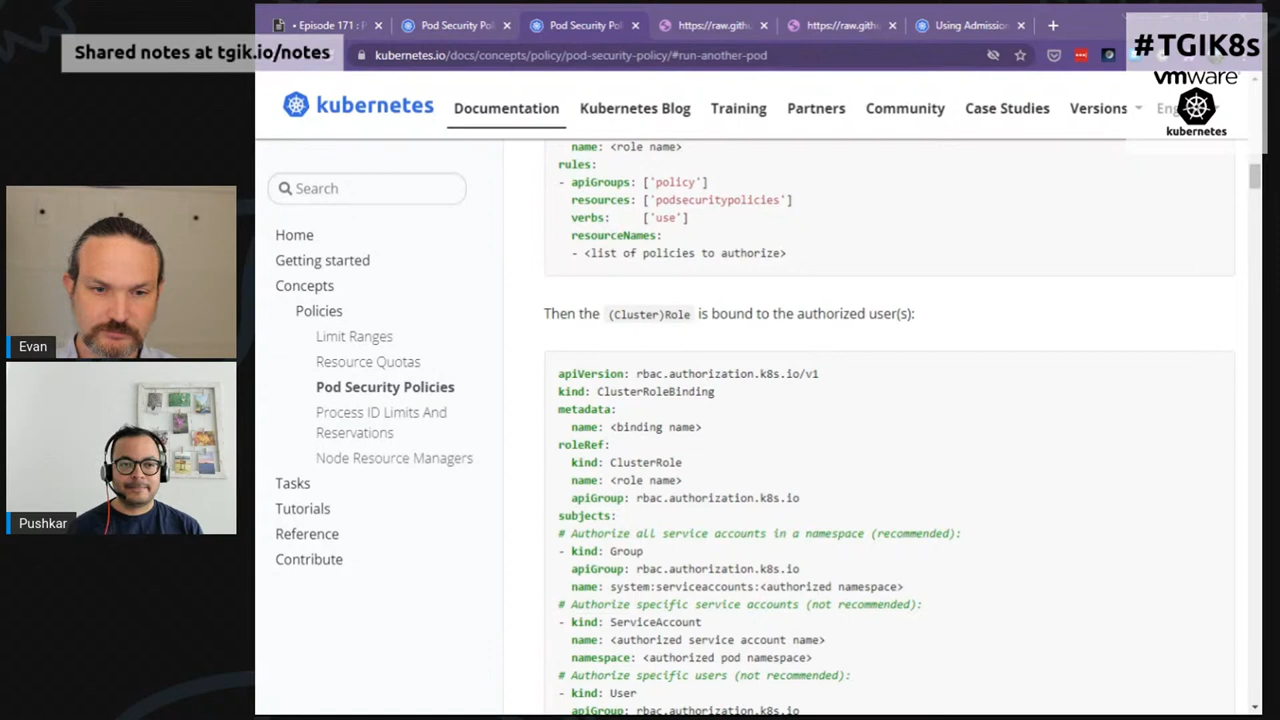 • Episode 171 : P
Pod Security Poli
Pod Security Poli
https://raw.githu
https://raw.githu
Using Admission
Shared notes at tgik.io/notes
kubernetes.io/docs/concepts/policy/pod-security-policy/#run-another-pod
#TGIK8s
vmware
kubernetes
kubernetes
Documentation
Kubernetes Blog
Training
Partners
Community
Case Studies
Versions
Search
Home
Getting started
Concepts
Policies
Limit Ranges
Resource Quotas
Pod Security Policies
Process ID Limits And
Reservations
Node Resource Managers
Tasks
Tutorials
Reference
Contribute
name: <role name>
rules:
- apiGroups: ['policy']
resources: ['podsecuritypolicies']
verbs: ['use']
resourceNames:
- <list of policies to authorize>
Then the (Cluster)Role is bound to the authorized user(s):
apiVersion: rbac.authorization.k8s.io/v1
kind: ClusterRoleBinding
metadata:
name: <binding name>
roleRef:
kind: ClusterRole
name: <role name>
apiGroup: rbac.authorization.k8s.io
subjects:
# Authorize all service accounts in a namespace (recommended):
- kind: Group
apiGroup: rbac.authorization.k8s.io
name: system:serviceaccounts:<authorized namespace>
# Authorize specific service accounts (not recommended):
- kind: ServiceAccount
name: <authorized service account name>
namespace: <authorized pod namespace>
# Authorize specific users (not recommended):
- kind: User
apiGroup: rbac.authorization.k8s.io
Evan
Pushkar